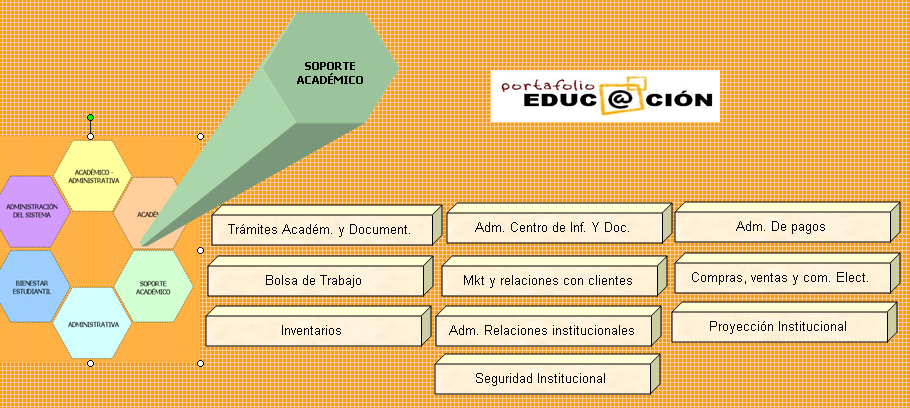 SOPORTE
ACADÉMICO
portafolio
EDUC@CIÓN
ACADÉMICO -
ADMINISTRATIVA
ADMINISTRACIÓN
DEL SISTEMA
ACADÉM
BIENESTAR
ESTUDIANTIL
SOPORTE
ACADÉMICO
ADMINISTRATIVA
Trámites Académ. y Document.
Adm. Centro de Inf. Y Doc.
Adm. De pagos
Bolsa de Trabajo
Mkt y relaciones con clientes
Compras, ventas y com. Elect.
Inventarios
Adm. Relaciones institucionales
Proyección Institucional
Seguridad Institucional